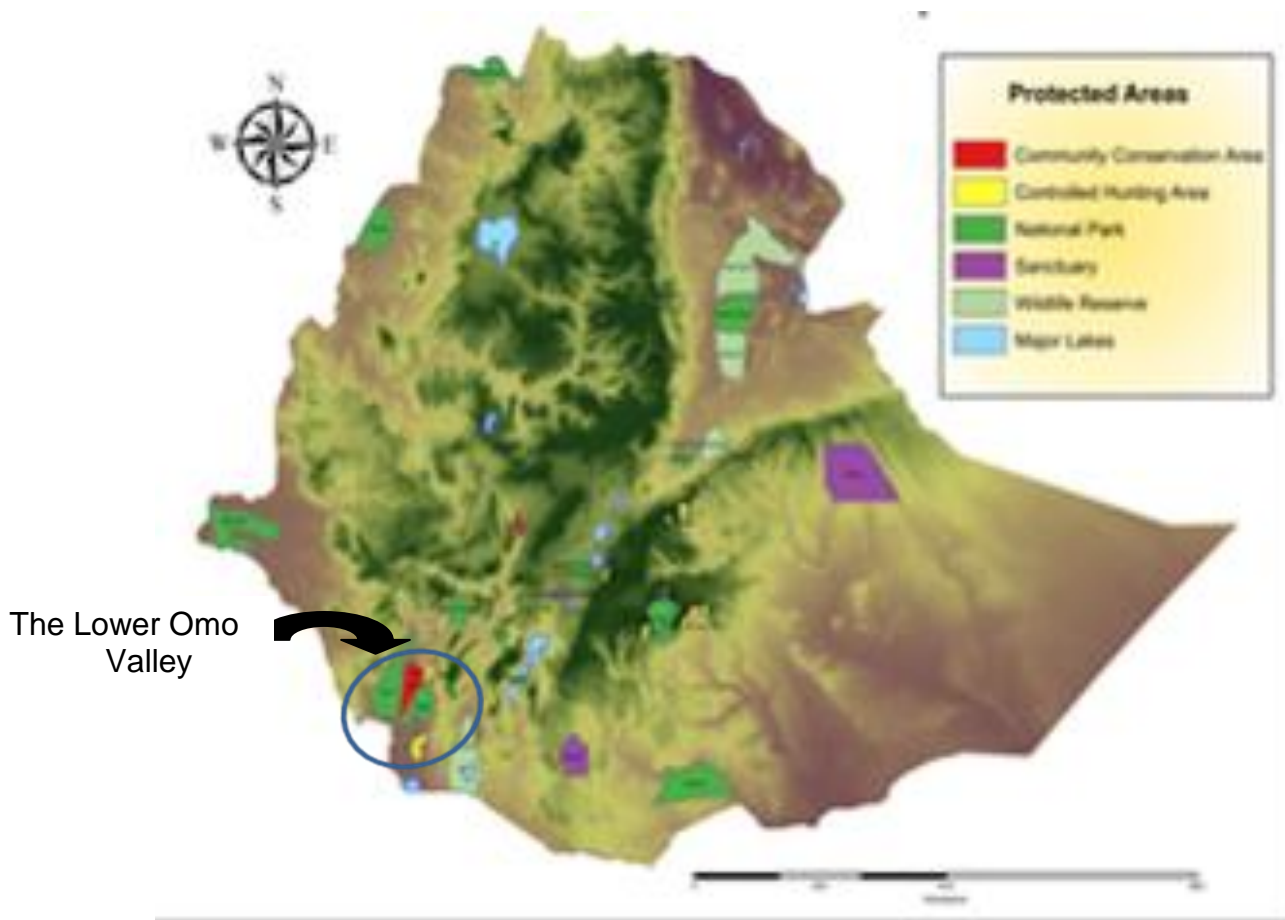 N
W
E
S
Protected Areas
Community Conservation Area
Controlled Hunting Area
National Park
Sanctuary
Wildlife Reserve
Major Lakes
The Lower Omo
Valley